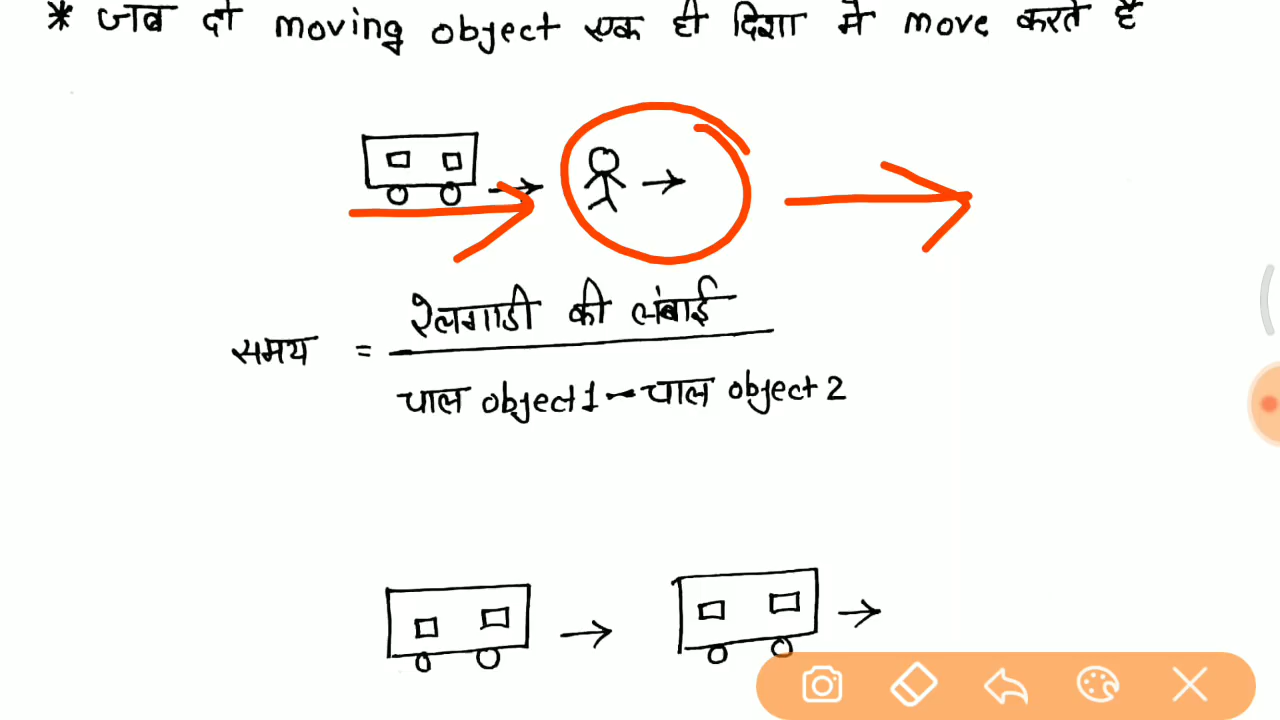 * जब दो moving object एक ही दिशा में move करते हैं
रेलगाडी की लंबाई
समय =
चाल object 1 - चाल object 2